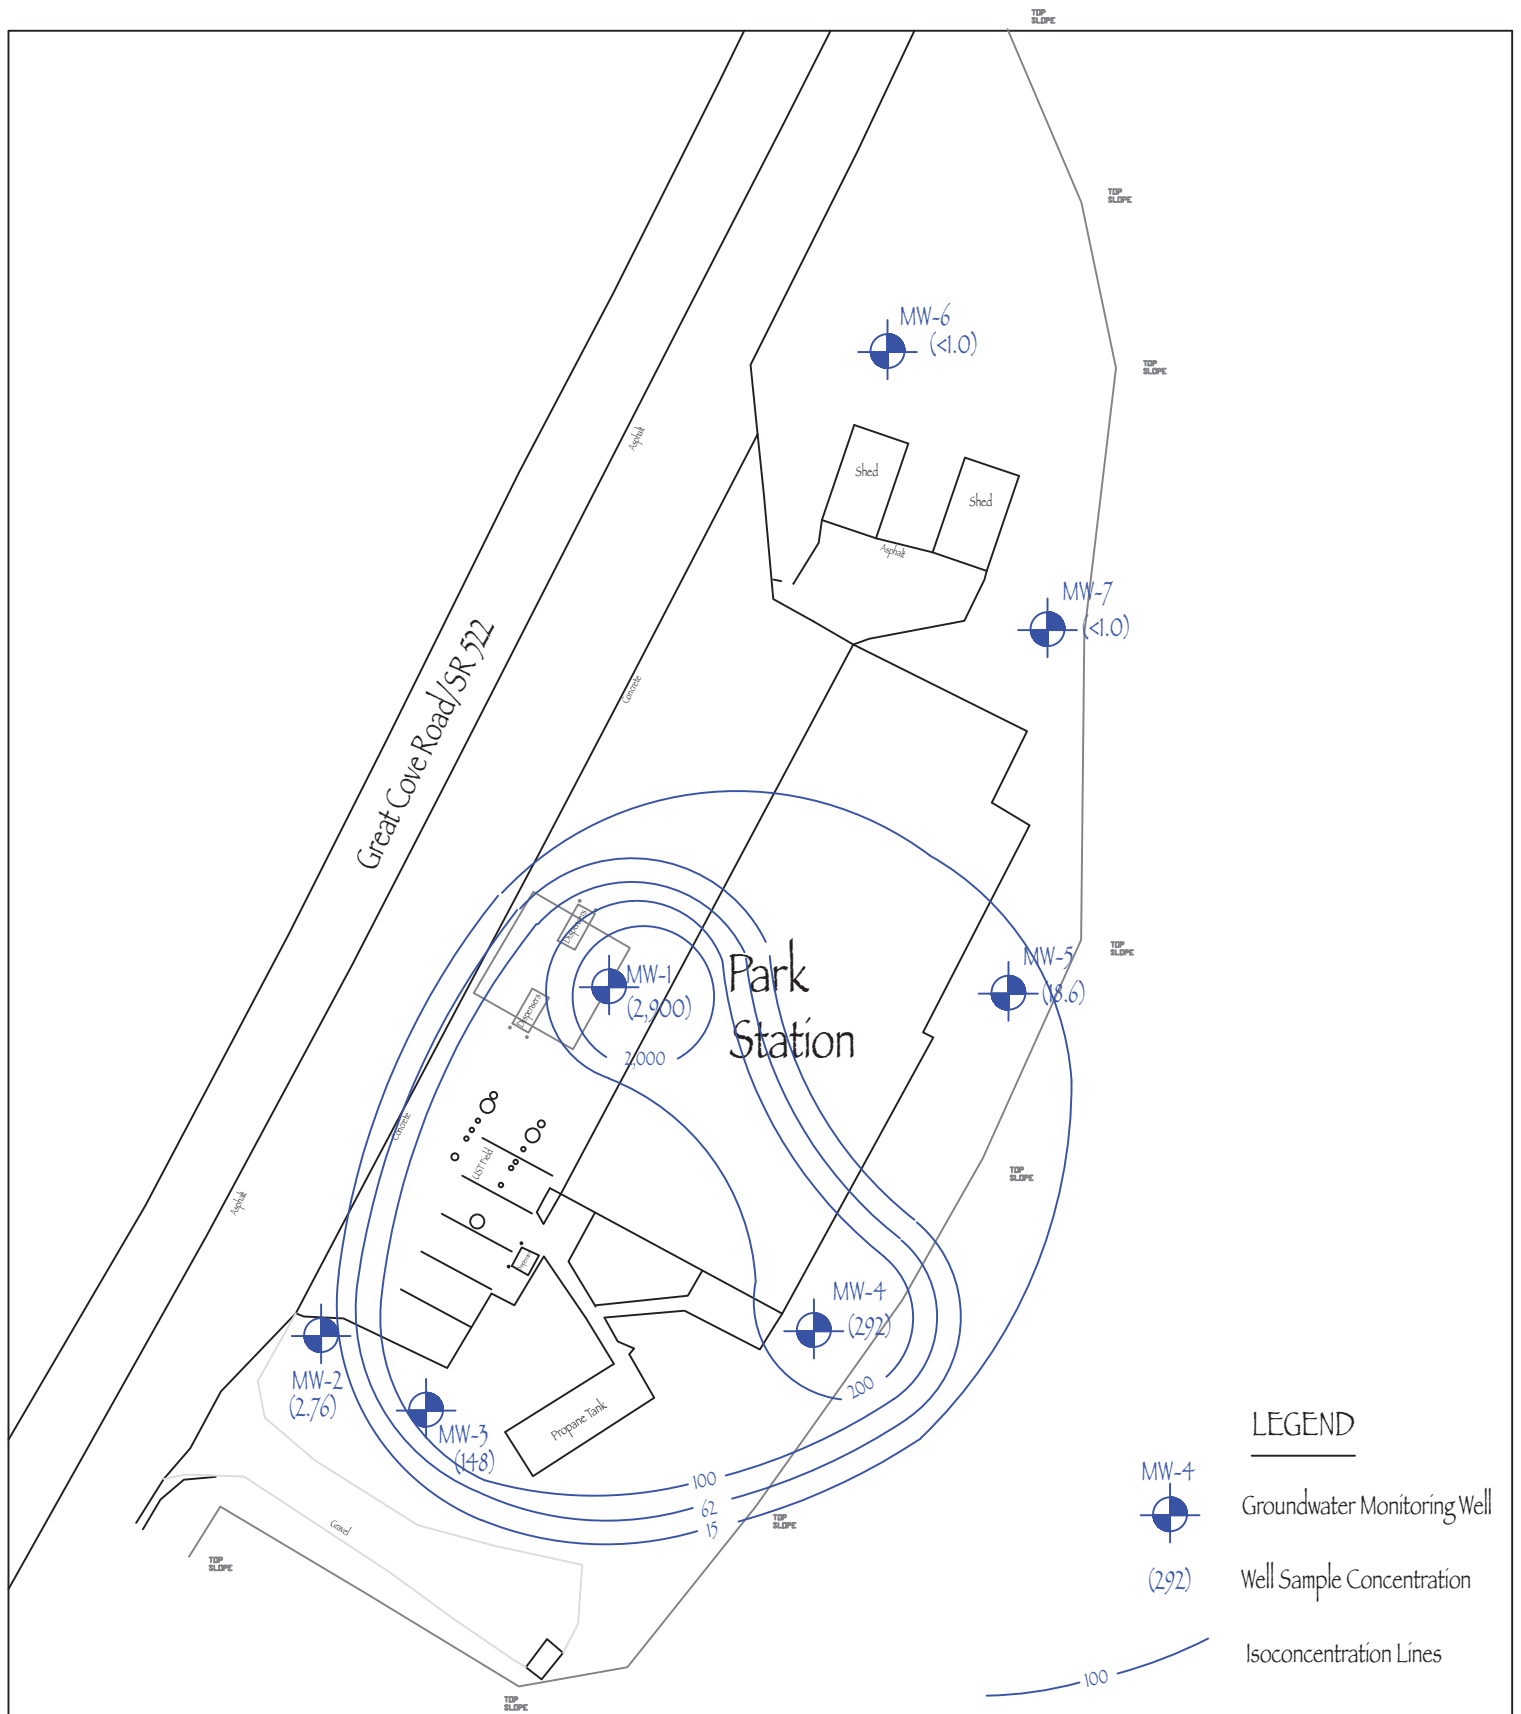 TOP
SLOPE
TOP
SLOPE
MW-6
(<1.0)
TOP
SLOPE
Asphalt
Shed
Shed
Asphalt
MW-7
(<1.0)
Great Cove Road/SR 522
Concrete
Dispensers
TOP
SLOPE
MW-5
(18.6)
Park
Station
MW-1
(2,900)
Dispensers
2,000
Concrete
UST Field
TOP
SLOPE
Asphalt
MW-4
(292)
MW-2
(2.76)
200
Propane Tank
MW-3
(148)
100
62
15
TOP
SLOPE
Gravel
TOP
SLOPE
TOP
SLOPE
LEGEND
MW-4
Groundwater Monitoring Well
(292)
Well Sample Concentration
Isoconcentration Lines
100